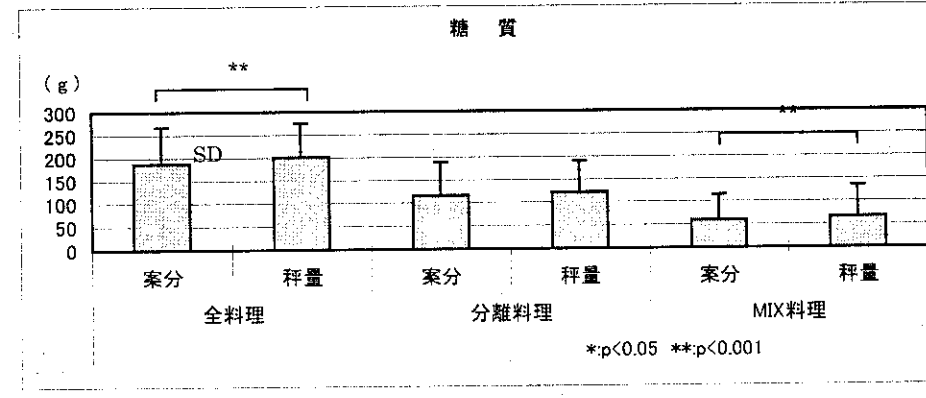 糖 質
(g)
**
**
300
250
200
150
100
50
0
SD
案分 秤量 案分 秤量 案分 秤量
全料理 分離料理 MIX料理
*:p<0.05 **:p<0.001